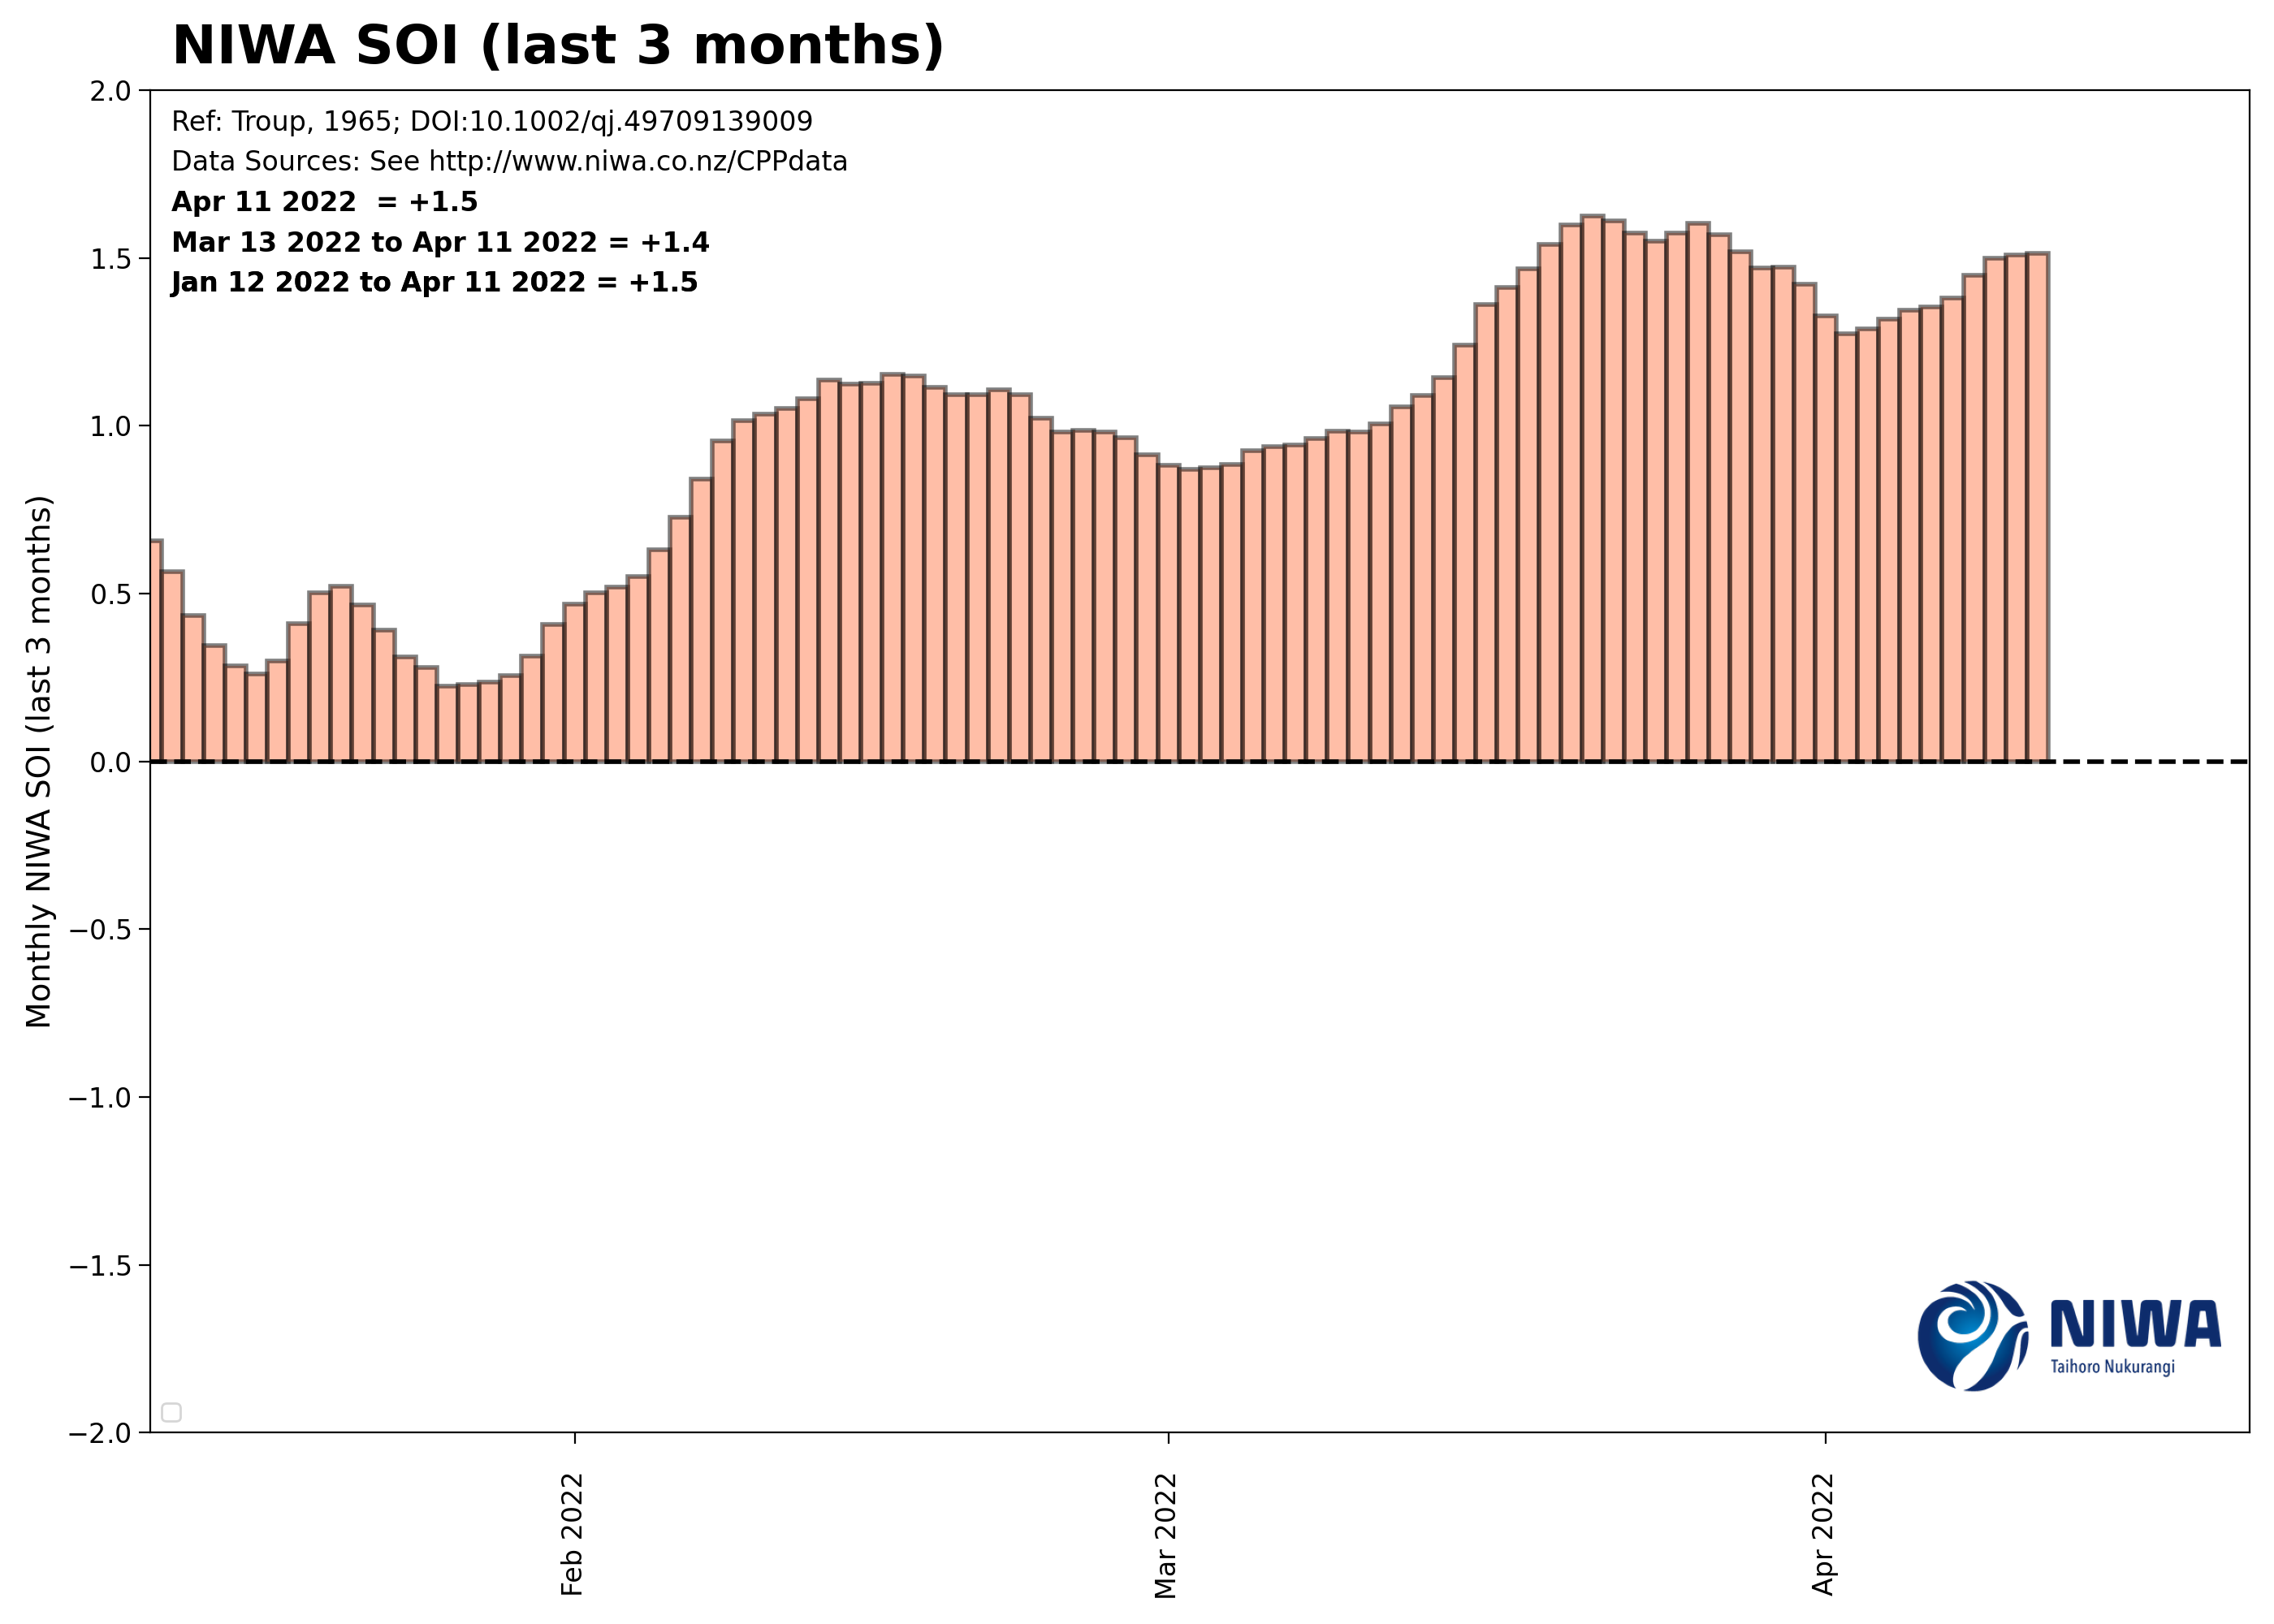 NIWA SOI (last 3 months)
Ref: Troup, 1965; DOI:10.1002/qj.49709139009
Data Sources: See http://www.niwa.co.nz/CPPdata
Apr 11 2022  = +1.5
Mar 13 2022 to Apr 11 2022 = +1.4
Jan 12 2022 to Apr 11 2022 = +1.5
Monthly NIWA SOI (last 3 months)
2.0
1.5
1.0
0.5
0.0
−0.5
−1.0
−1.5
−2.0
NIWA
Taihoro Nukurangi
Feb 2022
Mar 2022
Apr 2022